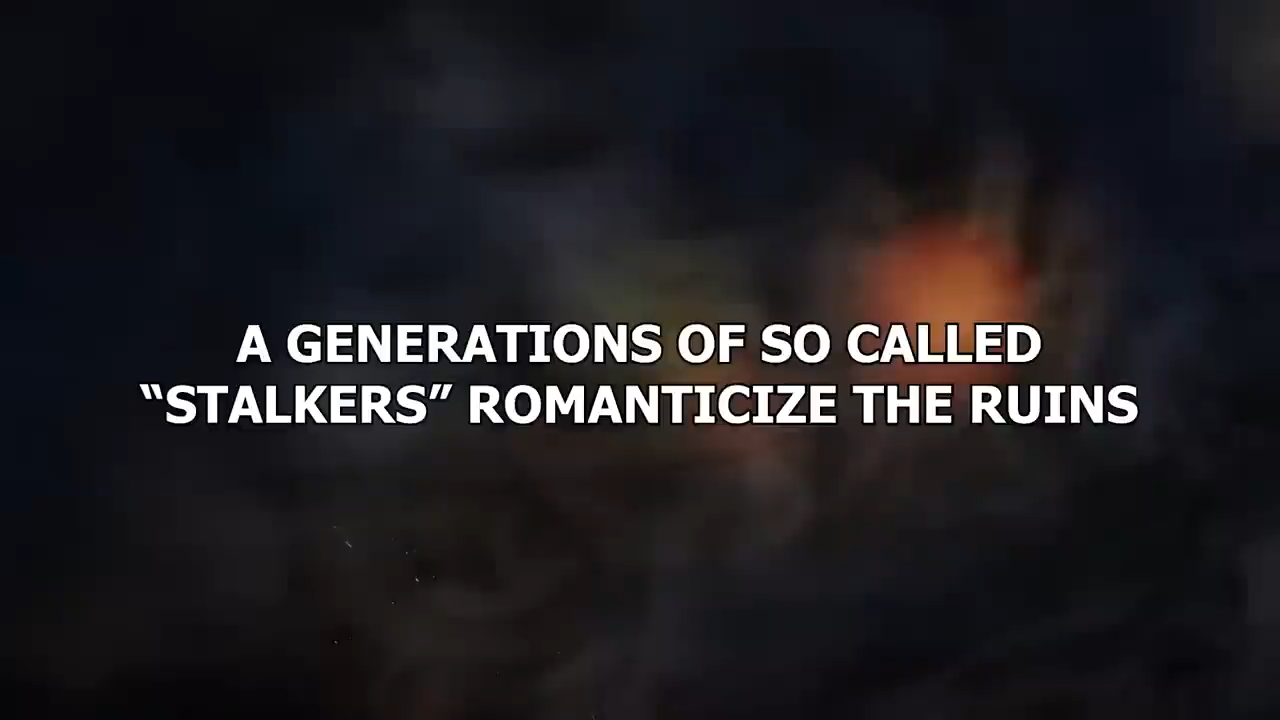 A GENERATIONS OF SO CALLED
“STALKERS” ROMANTICIZE THE RUINS